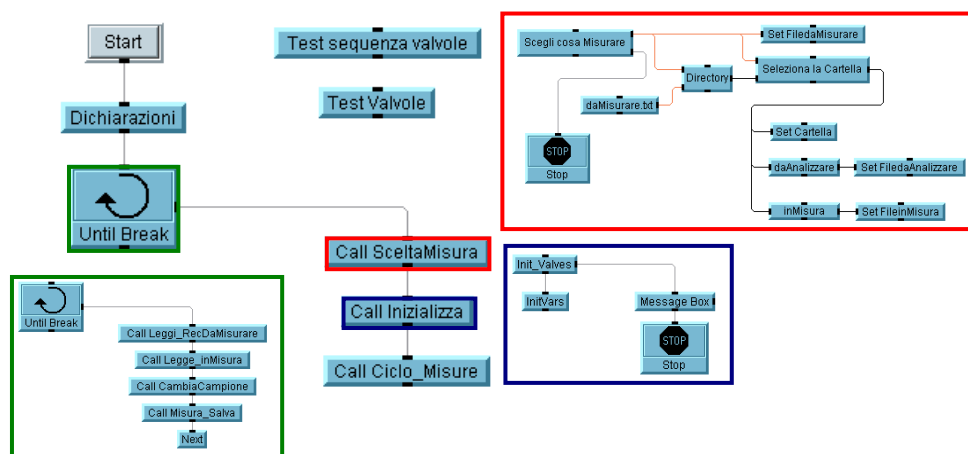 Start
Dichiarazioni
Until Break
Test sequenza valvole
Test Valvole
Call SceltaMisura
Call Inizializza
Call Ciclo_Misure
Scegli cosa Misurare
Set FiledaMisurare
Directory
Seleziona la Cartella
daMisurare.txt
STOP
Stop
Set Cartella
daAnalizzare
Set FiledaAnalizzare
inMisura
Set FileinMisura
Until Break
Call Leggi_RecDaMisurare
Call Legge_inMisura
Call CambiaCampione
Call Misura_Salva
Next
Init_Valves
InitVars
Message Box
STOP
Stop